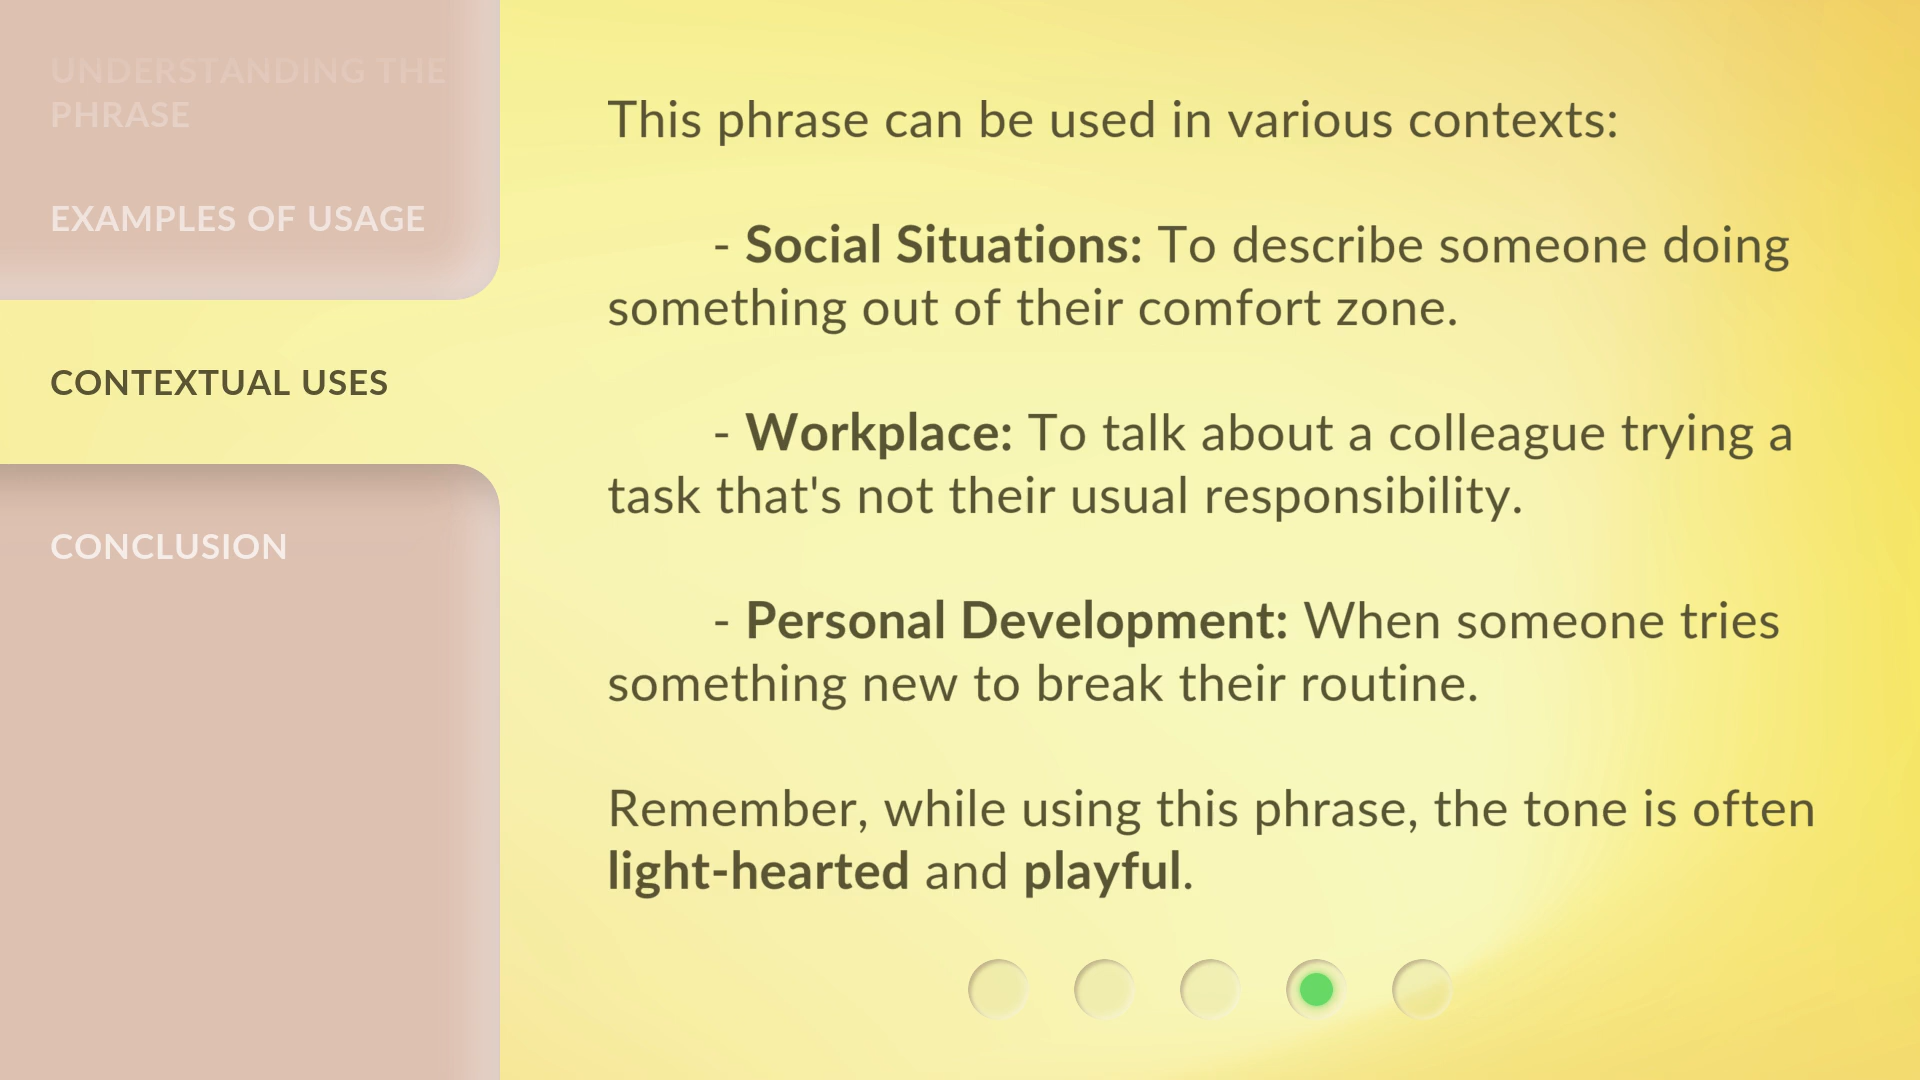 UNDERSTANDING THE
PHRASE
EXAMPLES OF USAGE
CONTEXTUAL USES
CONCLUSION
This phrase can be used in various contexts:
- Social Situations: To describe someone doing
something out of their comfort zone.
- Workplace: To talk about a colleague trying a
task that's not their usual responsibility.
- Personal Development: When someone tries
something new to break their routine.
Remember, while using this phrase, the tone is often
light-hearted and playful.